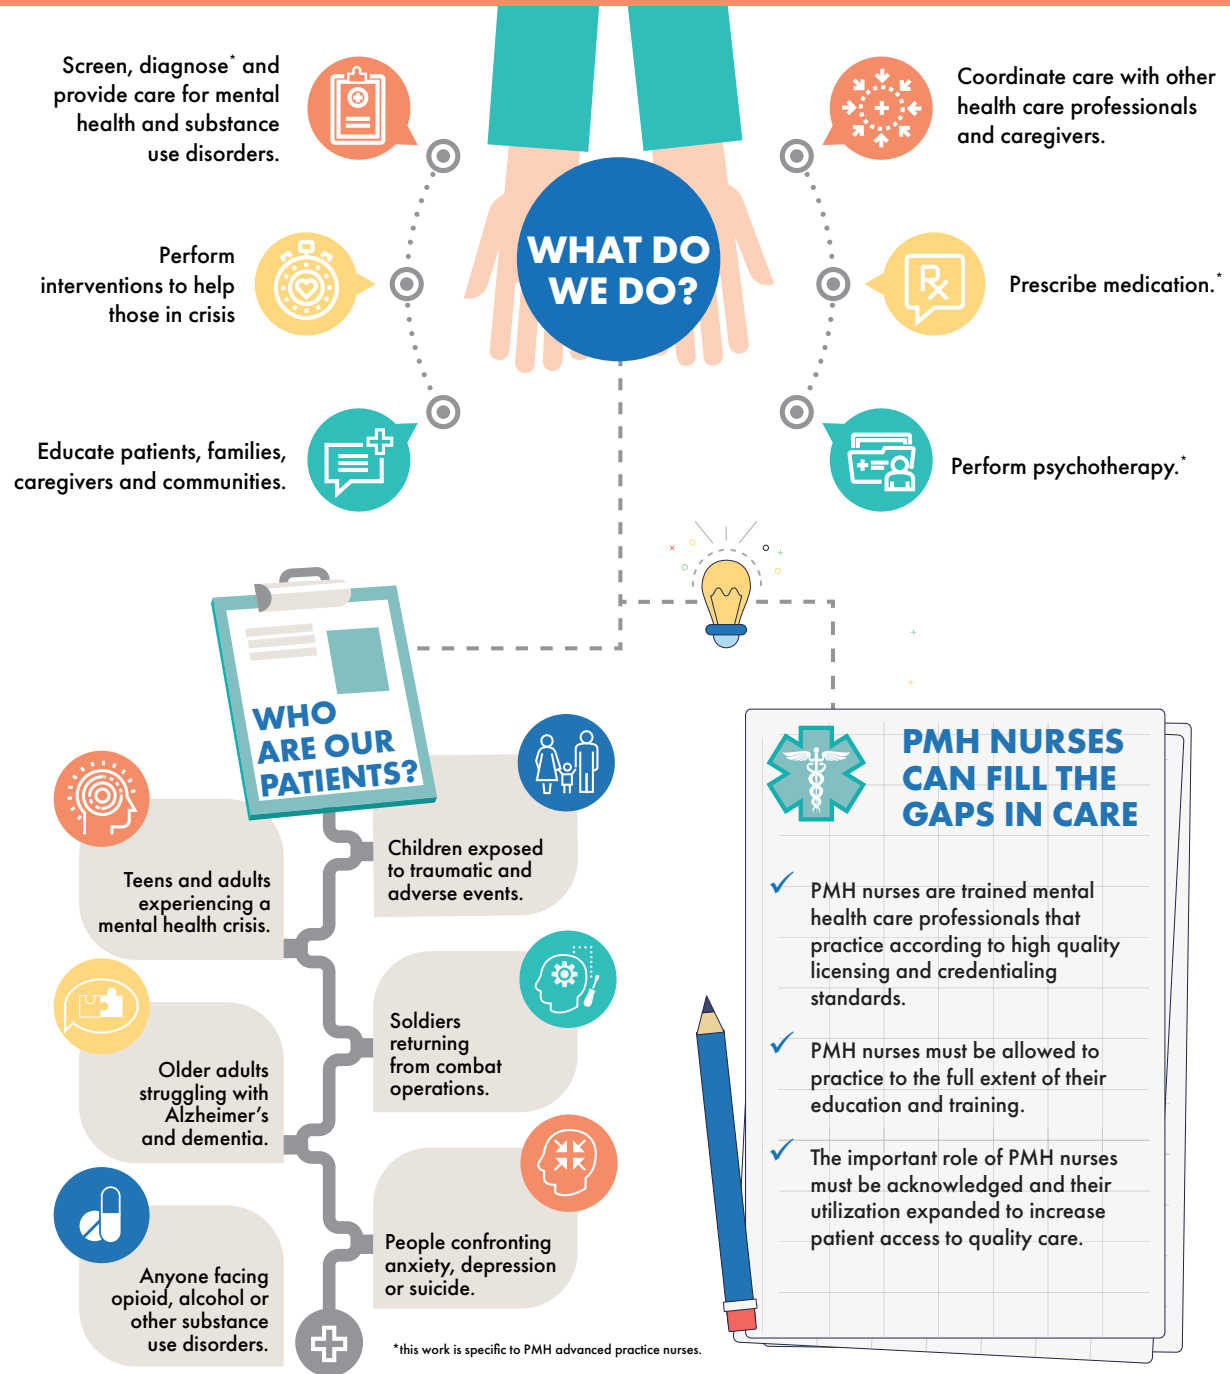 Screen, diagnose* and
provide care for mental
health and substance
use disorders.
Perform
interventions to help
those in crisis
Educate patients, families,
caregivers and communities.
WHAT DO
WE DO?
Coordinate care with other
health care professionals
and caregivers.
Rx
Prescribe medication.*
Perform psychotherapy.*
WHO
ARE OUR
PATIENTS?
Children exposed
to traumatic and
adverse events.
Teens and adults
experiencing a
mental health crisis.
Soldiers
returning
from combat
operations.
Older adults
struggling with
Alzheimer's
and dementia.
People confronting
anxiety, depression
or suicide.
Anyone facing
opioid, alcohol or
other substance
use disorders.
*this work is specific to PMH advanced practice nurses.
PMH NURSES
CAN FILL THE
GAPS IN CARE
✓ PMH nurses are trained mental
health care professionals that
practice according to high quality
licensing and credentialing
standards.
✓ PMH nurses must be allowed to
practice to the full extent of their
education and training.
✓ The important role of PMH nurses
must be acknowledged and their
utilization expanded to increase
patient access to quality care.